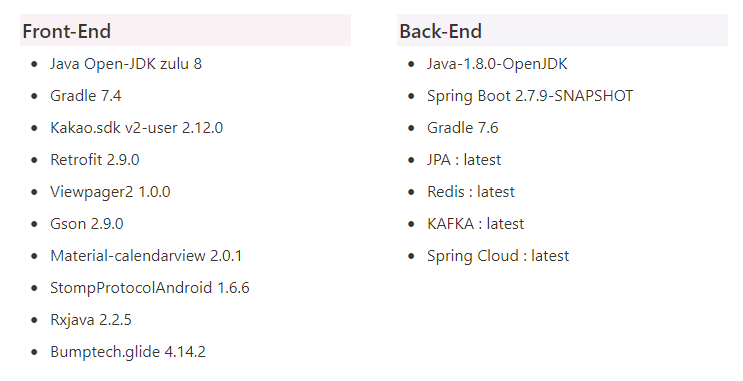 Front-End
Java Open-JDK zulu 8
Gradle 7.4
Kakao.sdk v2-user 2.12.0
Retrofit 2.9.0
Viewpager2 1.0.0
Gson 2.9.0
Material-calendarview 2.0.1
StompProtocolAndroid 1.6.6
Rxjava 2.2.5
Bumptech.glide 4.14.2
Back-End
Java-1.8.0-OpenJDK
Spring Boot 2.7.9-SNAPSHOT
Gradle 7.6
JPA : latest
Redis : latest
KAFKA : latest
Spring Cloud : latest